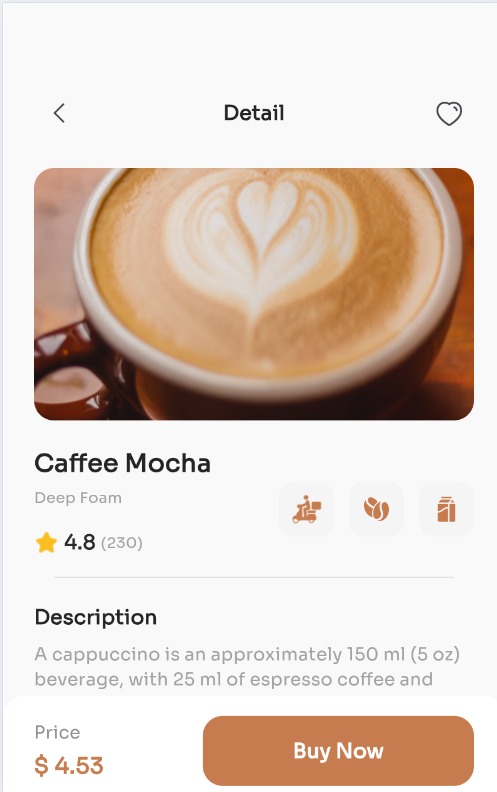 Detail
Caffee Mocha
Deep Foam
4.8 (230)
Description
A cappuccino is an approximately 150 ml (5 oz)
beverage, with 25 ml of espresso coffee and
Price
$ 4.53
Buy Now